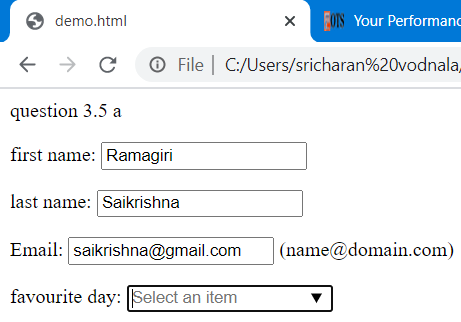 demo.html
Your Performanc
File | C:/Users/sricharan%20vodnala/
question 3.5 a
first name: Ramagiri
last name: Saikrishna
Email: saikrishna@gmail.com (name@domain.com)
favourite day: Select an item